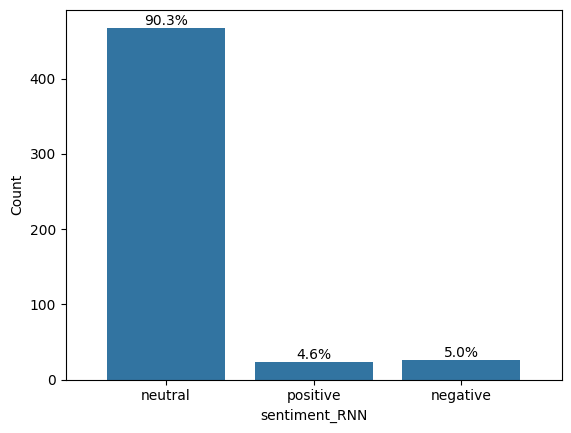 90.3%
400
300
Count
200
100
4.6%
5.0%
0
neutral
positive
negative
sentiment_RNN